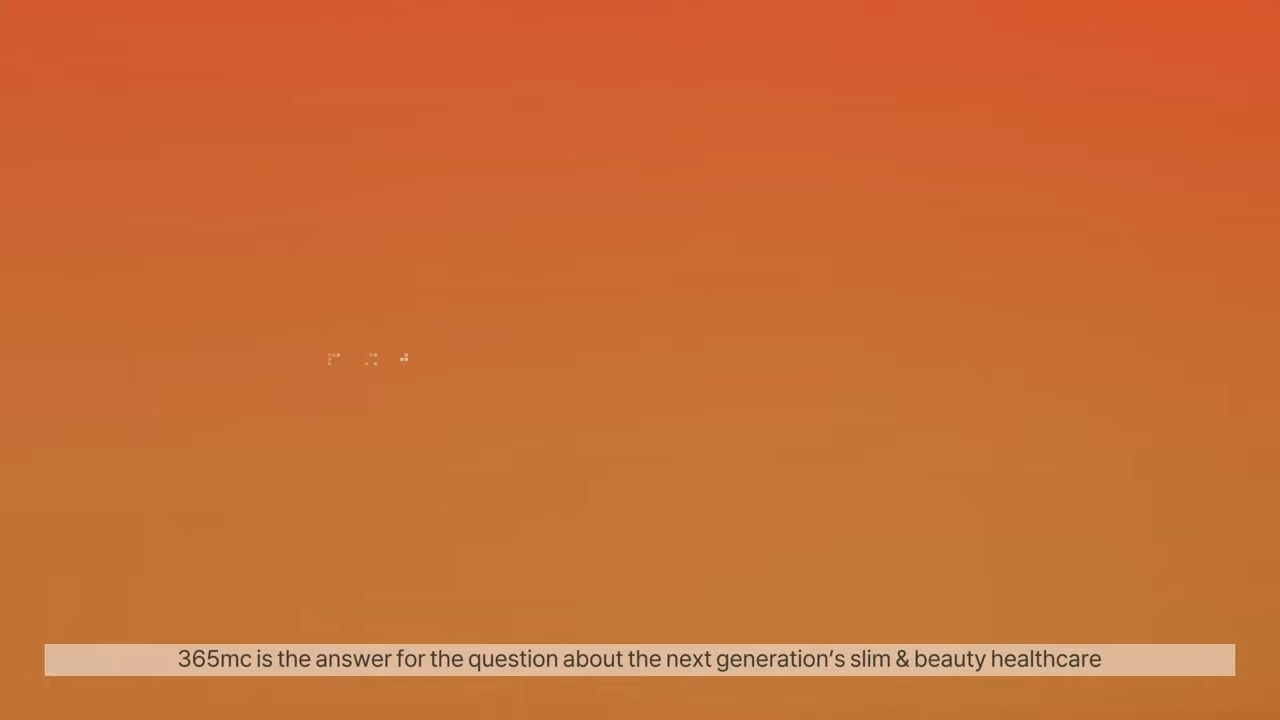 365mc is the answer for the question about the next generation’s slim & beauty healthcare